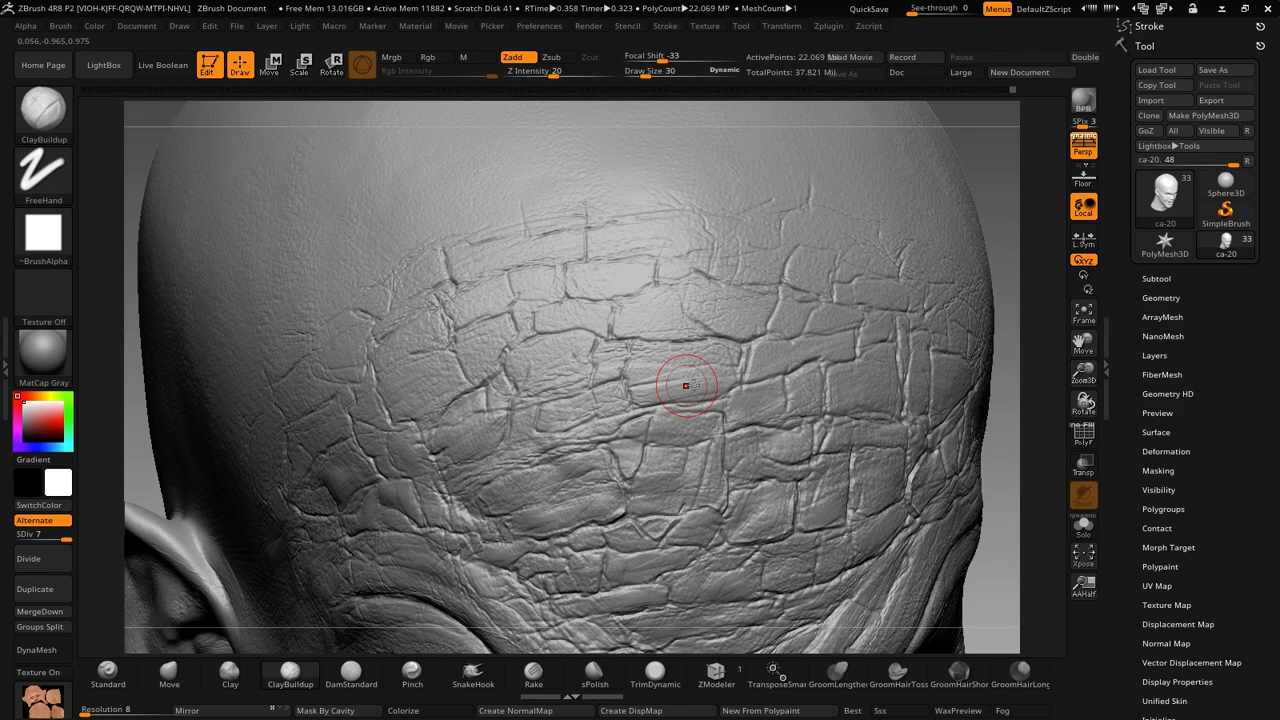 ZBrush 4R8 P2 [VIOH-KJFF-QRQW-MTPI-NHVL] ZBrush Document • Free Mem 13.016GB • Active Mem 11882 • Scratch Disk 41 • RTime▶0.358 Timer▶0.323 • PolyCount▶22.069 MP • MeshCount▶1 QuickSave See-through 0 Menus DefaultZScript
Alpha Brush Color Document Draw Edit File Layer Light Macro Marker Material Movie Picker Preferences Render Stencil Stroke Texture Tool Transform Zplugin Zscript
0.056,-0.965,0.975
Home Page LightBox Live Boolean Edit Draw Move Scale Rotate
Mrgb Rgb M
Rgb Intensity
Zadd Zsub Zcut
Z Intensity 20
Focal Shift -33
Draw Size 30 Dynamic
ActivePoints: 22.069
TotalPoints: 37.821 Mil
Load Movie Record Pause Double
Save As Doc Large New Document
ClayBuildup
FreeHand
~BrushAlpha
Texture Off
MatCap Gray
Gradient
SwitchColor
Alternate
SDiv 7
Divide
Duplicate
MergeDown
Groups Split
DynaMesh
Texture On
BPR
SPix 3
Dynamic
Persp
Floor
Local
L.Sym
XYZ
Y
Z
Frame
Move
Zoom3D
Rotate
Line Fill
PolyF
Transp
Dynamic
Solo
Xpose
AAHalf
Stroke
Tool
Load Tool Save As
Copy Tool Paste Tool
Import Export
Clone Make PolyMesh3D
GoZ All Visible R
Lightbox▶Tools
ca-20. 48 R
33
ca-20
Sphere3D
SimpleBrush
PolyMesh3D
33
ca-20
Subtool
Geometry
ArrayMesh
NanoMesh
Layers
FiberMesh
Geometry HD
Preview
Surface
Deformation
Masking
Visibility
Polygroups
Contact
Morph Target
Polypaint
UV Map
Texture Map
Displacement Map
Normal Map
Vector Displacement Map
Display Properties
Unified Skin
Standard Move Clay ClayBuildup DamStandard Pinch SnakeHook Rake sPolish TrimDynamic ZModeler 1 TransposeSmar GroomLengthen GroomHairToss GroomHairShor GroomHairLong
Resolution 8 Mirror Mask By Cavity Colorize Create NormalMap Create DispMap New From Polypaint Best Sss WaxPreview Fog